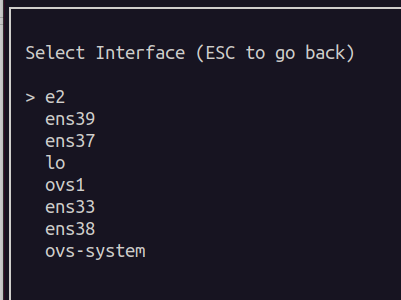 Select Interface (ESC to go back)
> e2
ens39
ens37
lo
ovs1
ens33
ens38
ovs-system